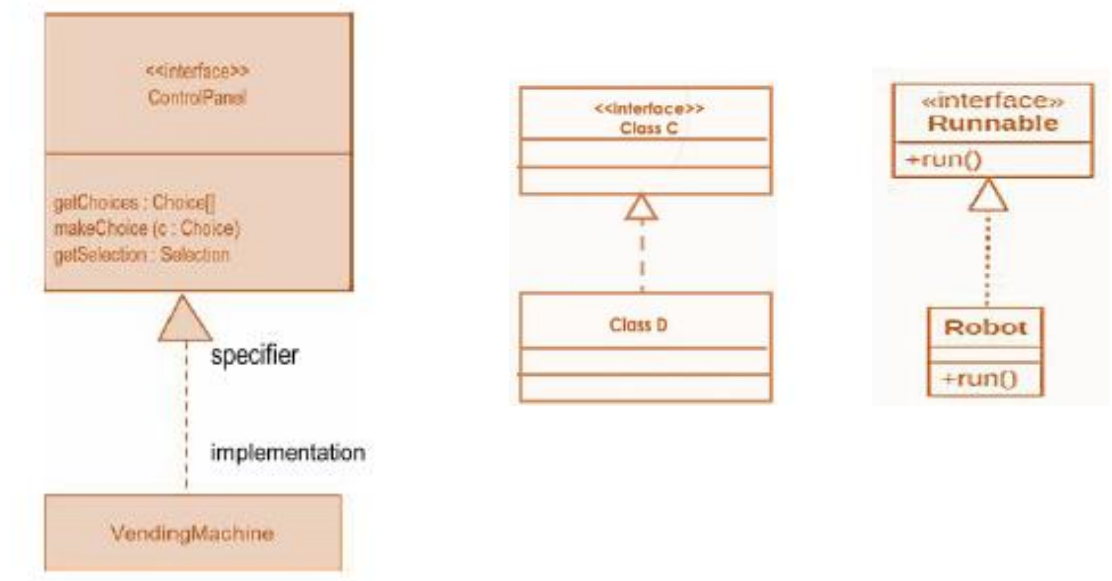 <<interface>>
ControlPanel
getChoices : Choice[]
makeChoice (c : Choice)
getSelection : Selection
specifier
implementation
VendingMachine
<<interface>>
Class C
Class D
«interface»
Runnable
+run()
Robot
+run()